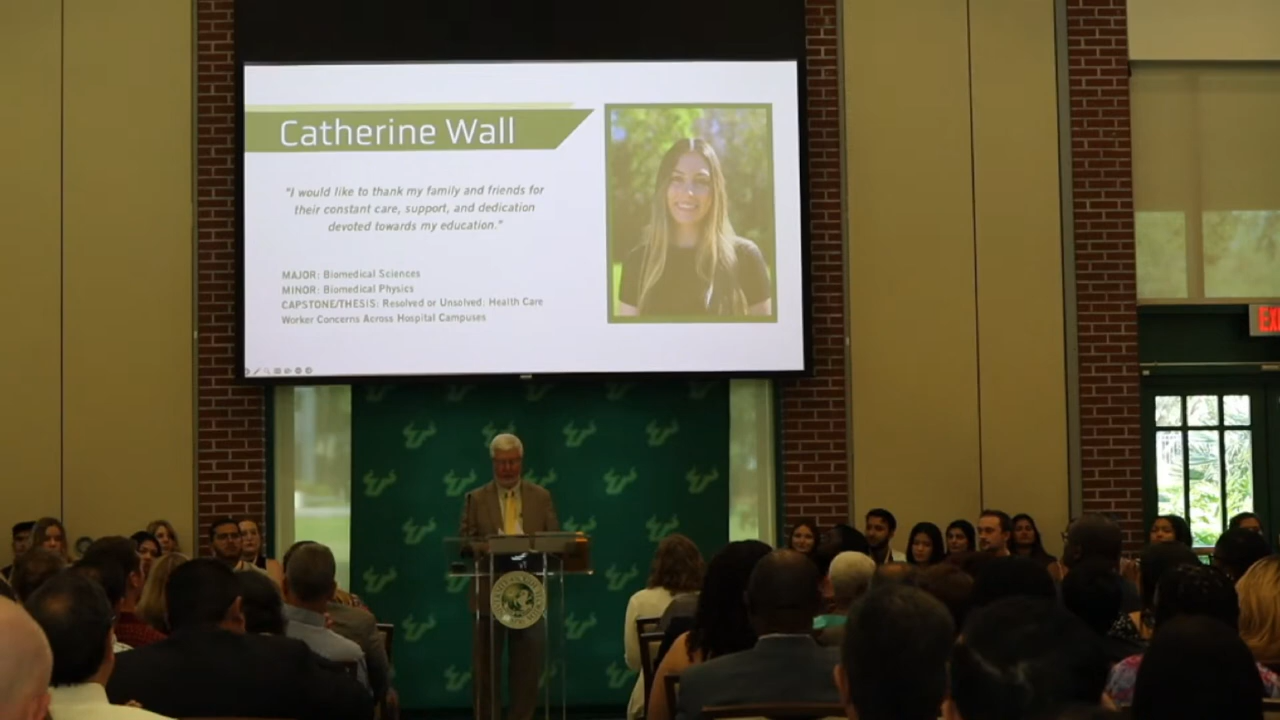 Catherine Wall
"I would like to thank my family and friends for
their constant care, support, and dedication
devoted towards my education."
MAJOR: Biomedical Sciences
MINOR: Biomedical Physics
CAPSTONE/THESIS: Resolved or Unsolved: Health Care
Worker Concerns Across Hospital Campuses